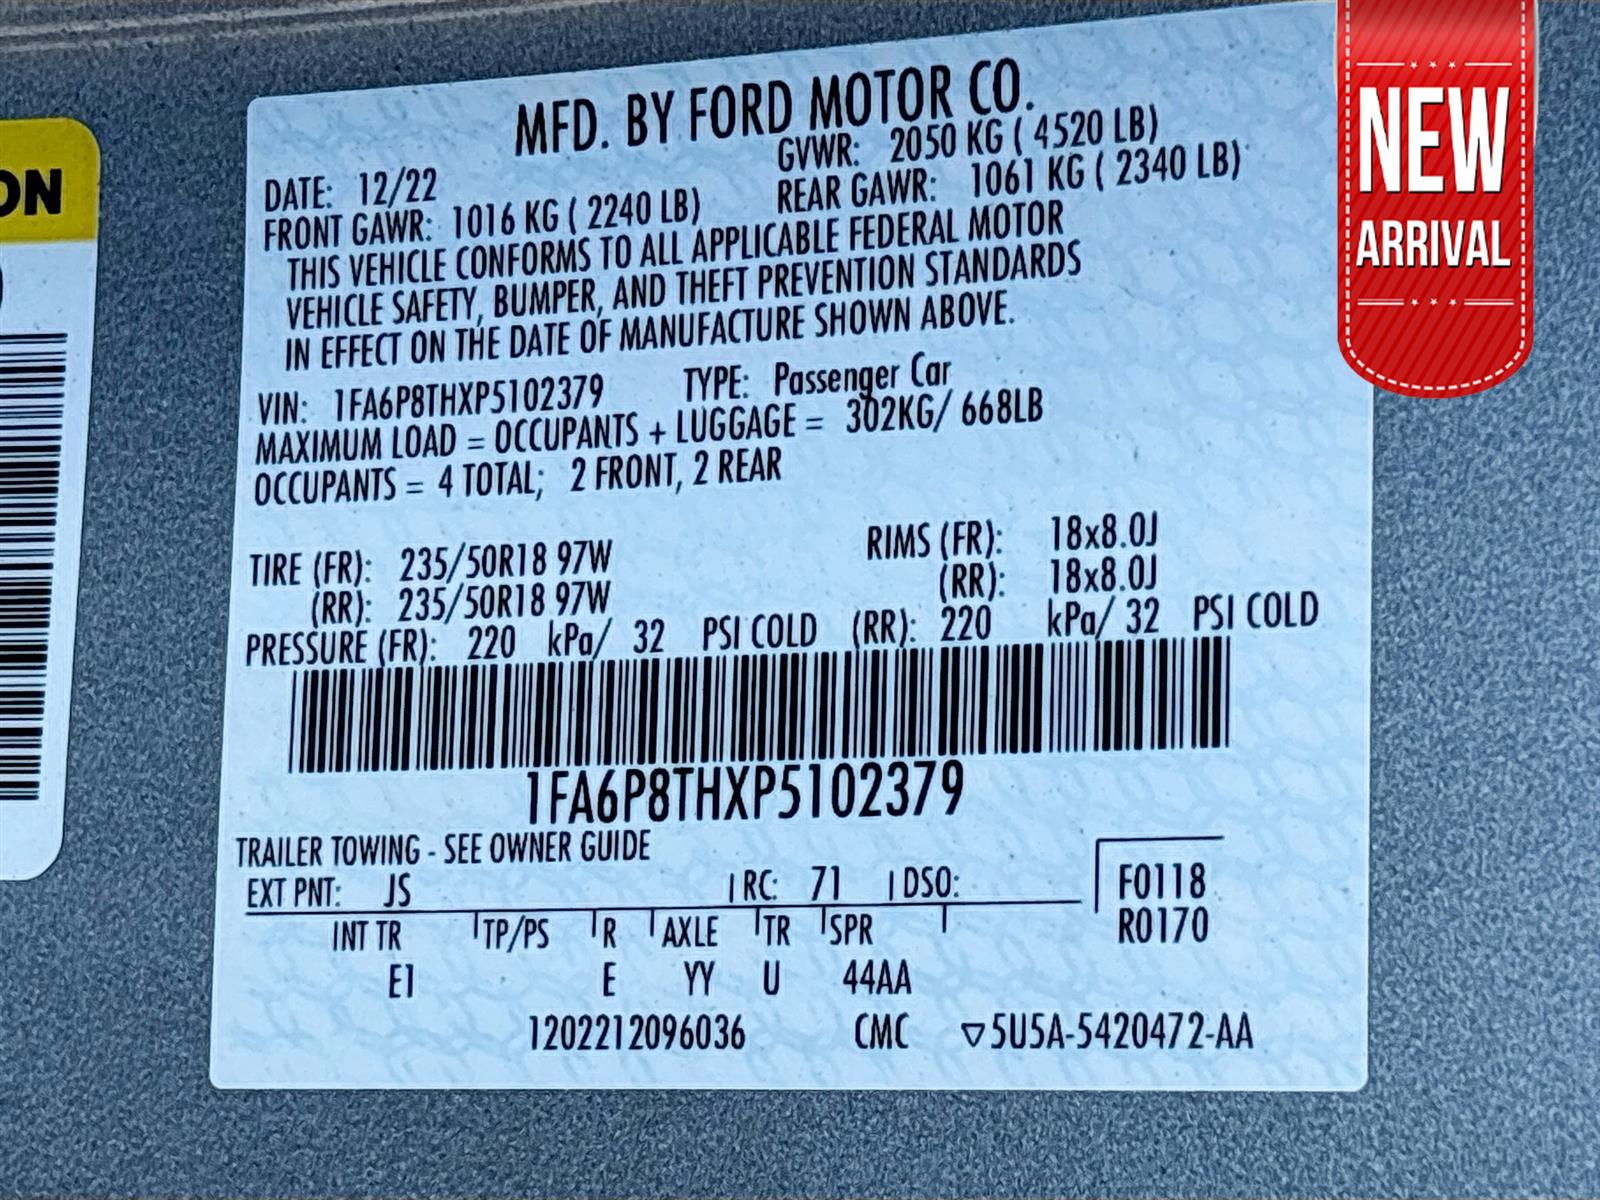 MFD. BY FORD MOTOR CO.
DATE: 12/22 GVWR: 2050 KG ( 4520 LB)
FRONT GAWR: 1016 KG ( 2240 LB) REAR GAWR: 1061 KG ( 2340 LB)
THIS VEHICLE CONFORMS TO ALL APPLICABLE FEDERAL MOTOR
VEHICLE SAFETY, BUMPER, AND THEFT PREVENTION STANDARDS
IN EFFECT ON THE DATE OF MANUFACTURE SHOWN ABOVE.
VIN: 1FA6P8THXP5102379 TYPE: Passenger Car
MAXIMUM LOAD = OCCUPANTS + LUGGAGE = 302KG/ 668LB
OCCUPANTS = 4 TOTAL; 2 FRONT, 2 REAR
TIRE (FR): 235/50R18 97W RIMS (FR): 18x8.0J
(RR): 235/50R18 97W (RR): 18x8.0J
PRESSURE (FR): 220 kPa/ 32 PSI COLD (RR): 220 kPa/ 32 PSI COLD
1FA6P8THXP5102379
TRAILER TOWING - SEE OWNER GUIDE
EXT PNT: JS RC: 71 DSO: F0118
INT TR TP/PS R AXLE TR SPR R0170
E1 E YY U 44AA
1202212096036 CMC ▽5U5A-5420472-AA
NEW
ARRIVAL